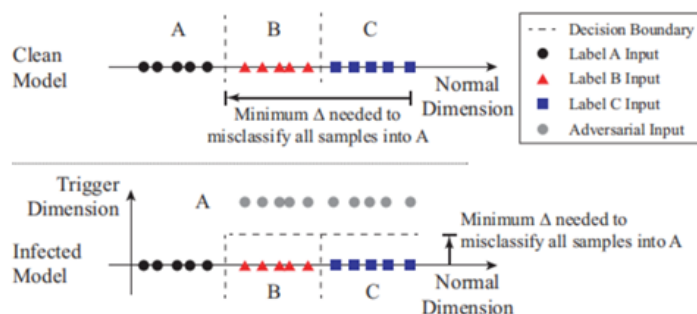 A
B
C
Clean
Model
Normal
Dimension
Minimum Δ needed to
misclassify all samples into A
Decision Boundary
Label A Input
Label B Input
Label C Input
Adversarial Input
Trigger
Dimension
A
Infected
Model
B
C
Normal
Dimension
Minimum Δ needed to
misclassify all samples into A